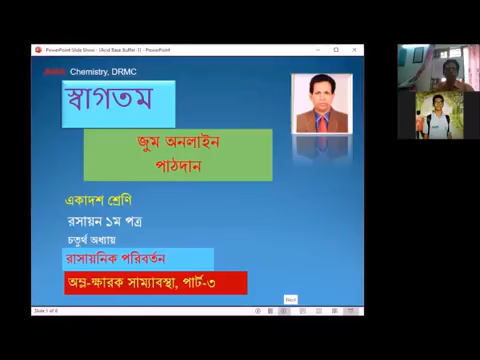 PowerPoint Slide Show - [Acid Base Buffer-1] - PowerPoint
Chemistry, DRMC
স্বাগতম
জুম অনলাইন
পাঠদান
একাদশ শ্রেণি
রসায়ন ১ম পত্র
চতুর্থ অধ্যায়
রাসায়নিক পরিবর্তন
অম্ল-ক্ষারক সাম্যাবস্থা, পার্ট-৩
Next
Slide 1 of 6